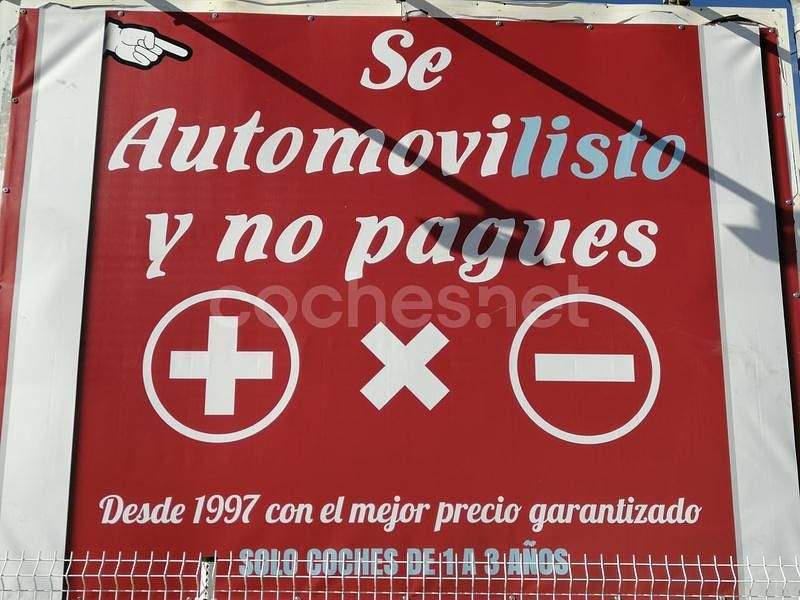 Se
Automovilisto
y no pagues
coches.net
+ × −
Desde 1997 con el mejor precio garantizado
SOLO COCHES DE 1 A 3 AÑOS